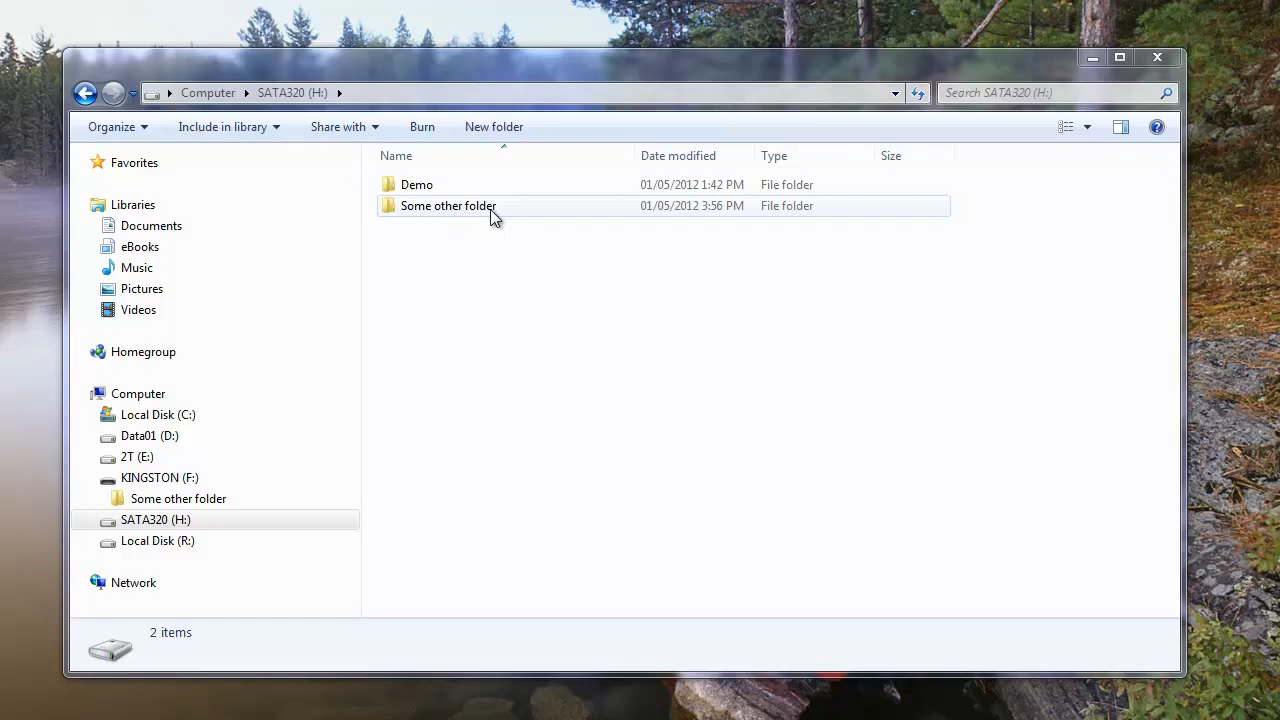 Computer SATA320 (H:) Search SATA320 (H:)
Organize Include in library Share with Burn New folder
Name Date modified Type Size
Demo 01/05/2012 1:42 PM File folder
Some other folder 01/05/2012 3:56 PM File folder
Favorites
Libraries
Documents
eBooks
Music
Pictures
Videos
Homegroup
Computer
Local Disk (C:)
Data01 (D:)
2T (E:)
KINGSTON (F:)
Some other folder
SATA320 (H:)
Local Disk (R:)
Network
2 items